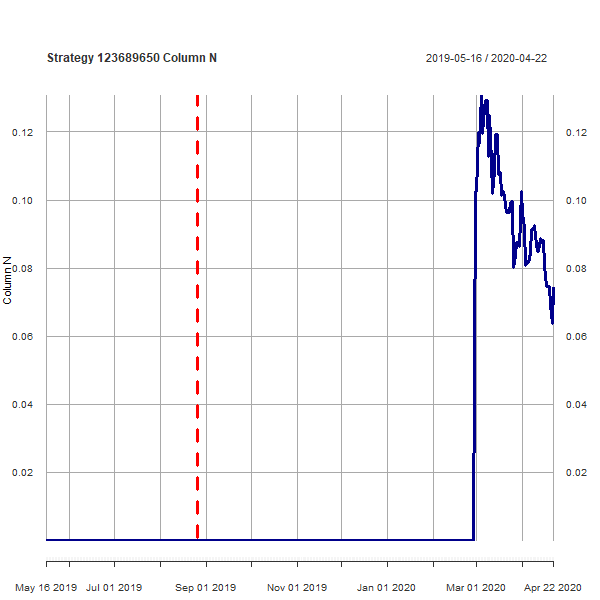 Strategy 123689650 Column N
2019-05-16 / 2020-04-22
Column N
0.12
0.10
0.08
0.06
0.04
0.02
0.12
0.10
0.08
0.06
0.04
0.02
May 16 2019
Jul 01 2019
Sep 01 2019
Nov 01 2019
Jan 01 2020
Mar 01 2020
Apr 22 2020